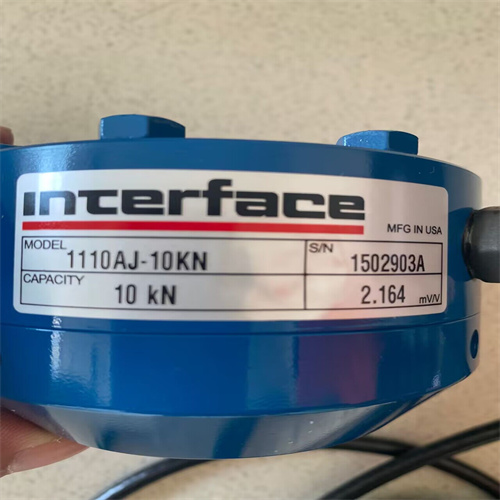 interface
MFG IN USA
MODEL 1110AJ-10KN S/N 1502903A
CAPACITY 10 kN 2.164 mV/V